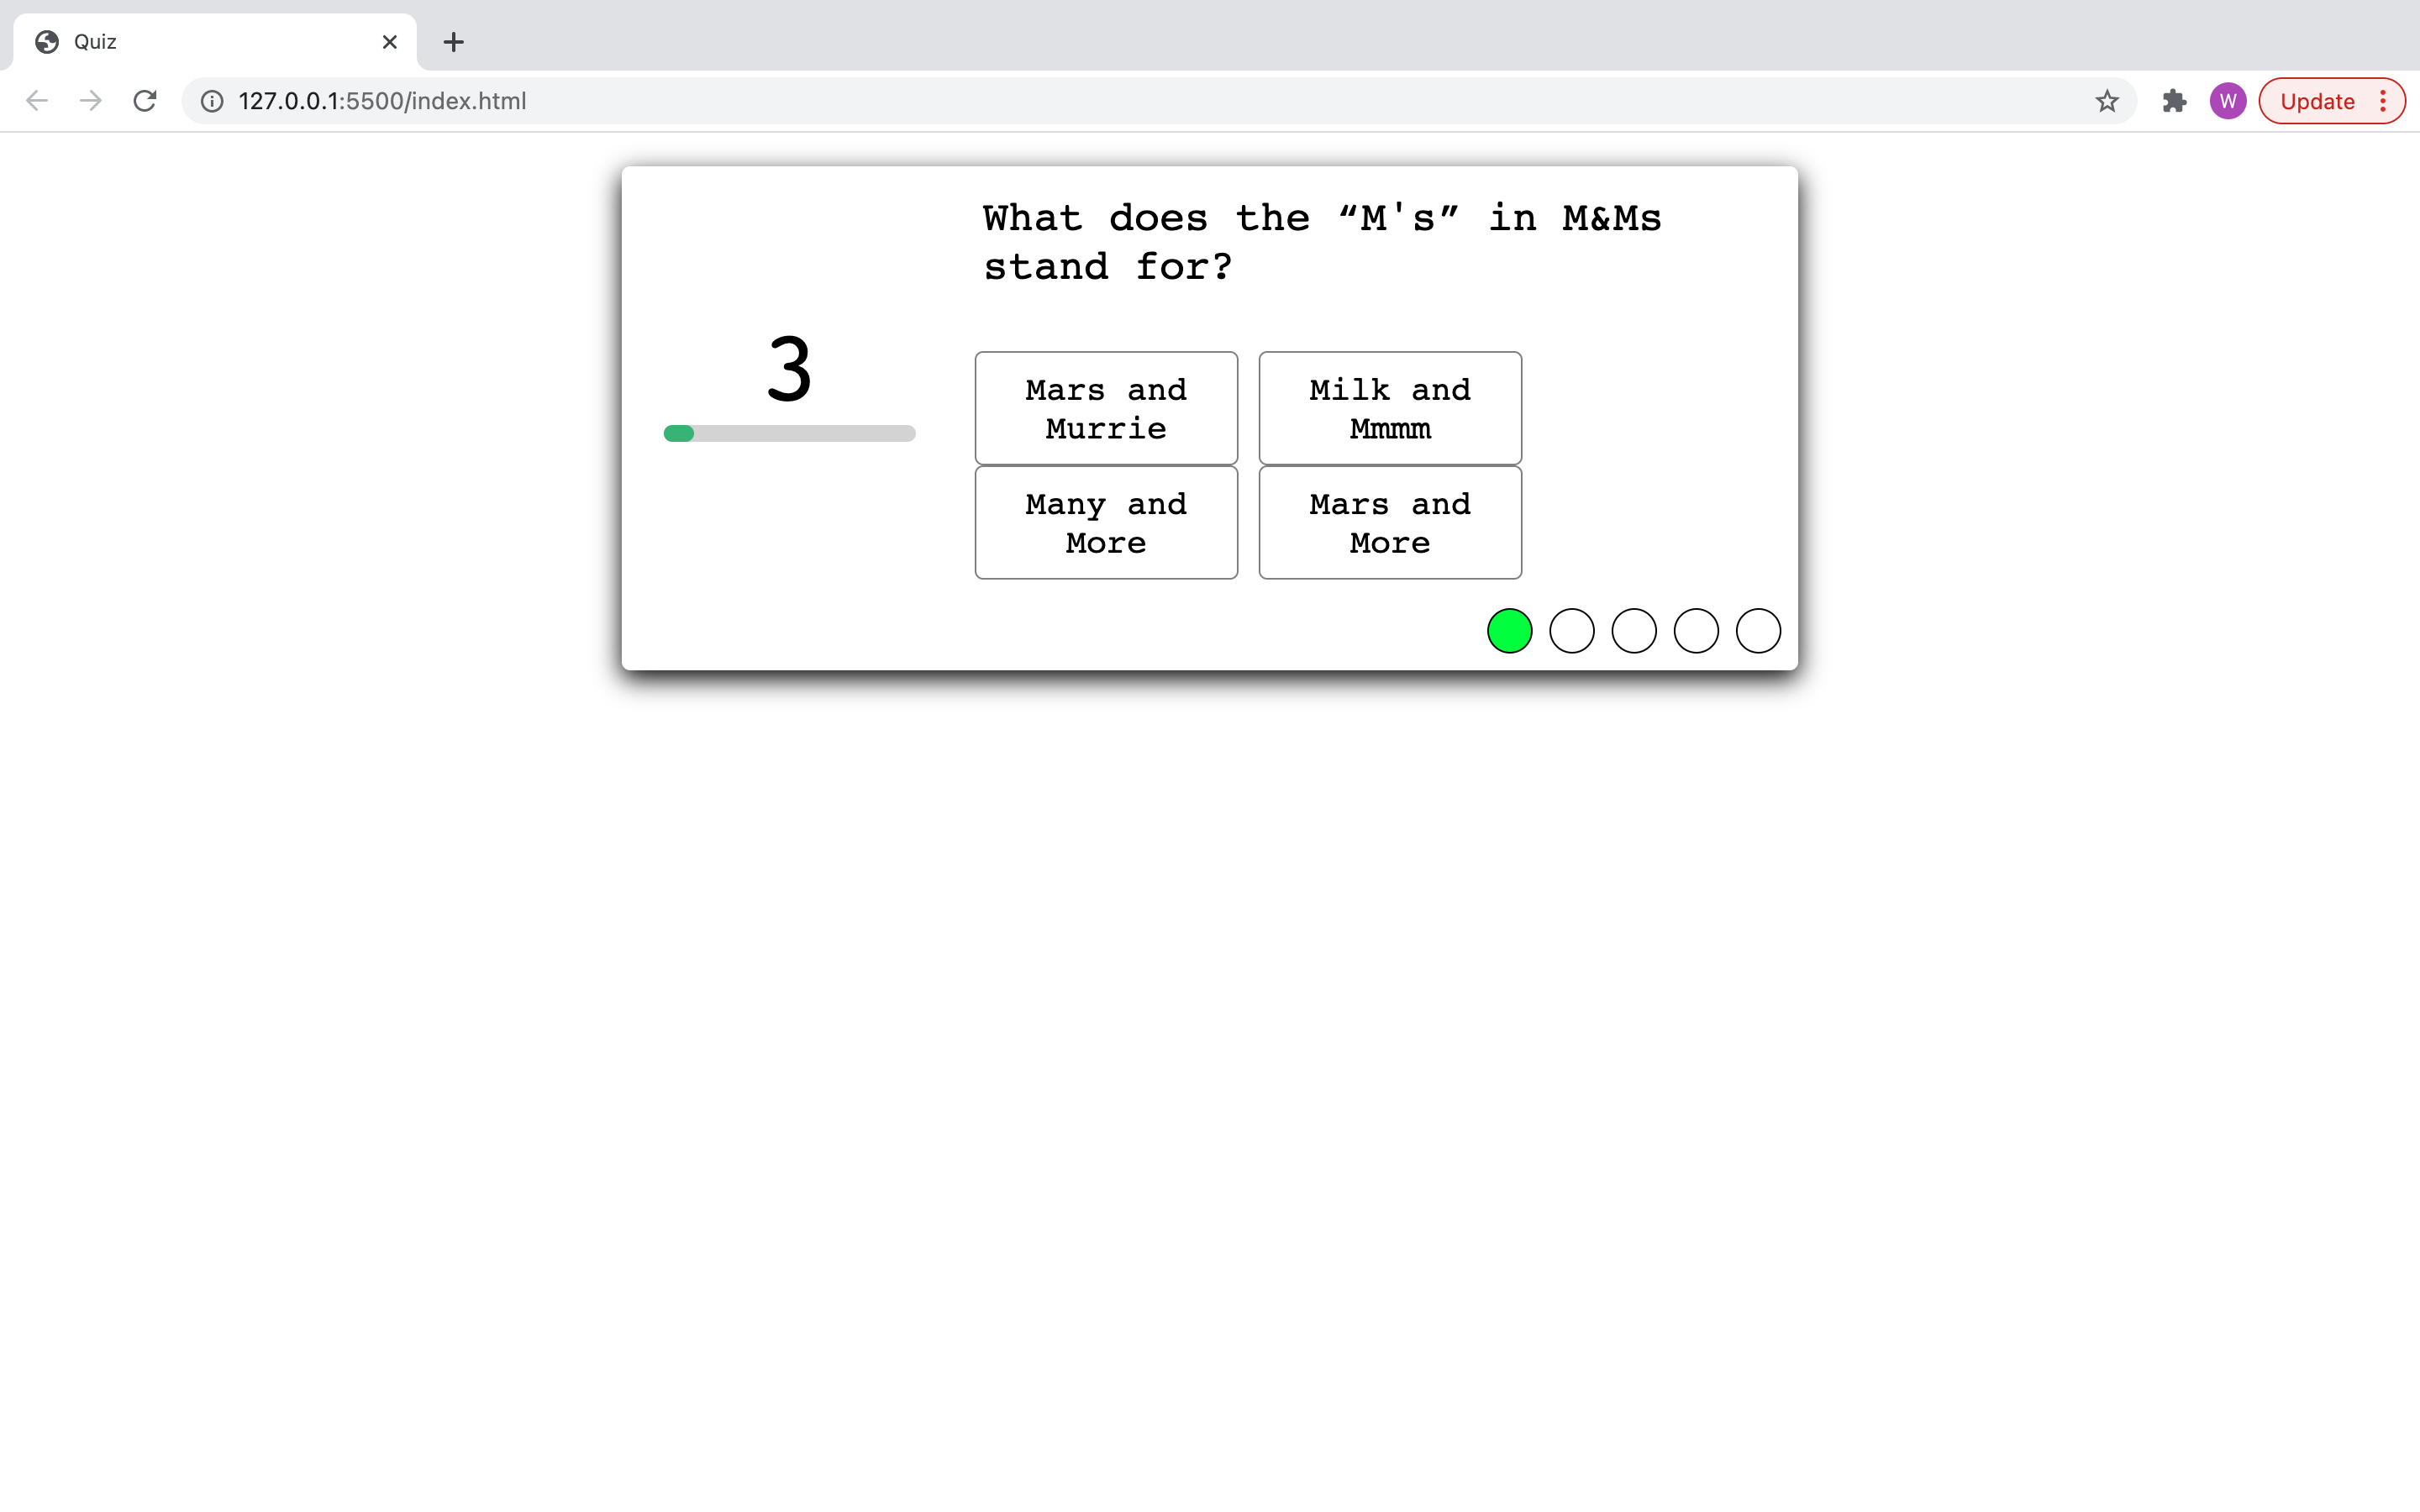 Quiz
127.0.0.1:5500/index.html
W
Update
What does the “M's” in M&Ms
stand for?
3
Mars and
Murrie
Milk and
Mmmm
Many and
More
Mars and
More